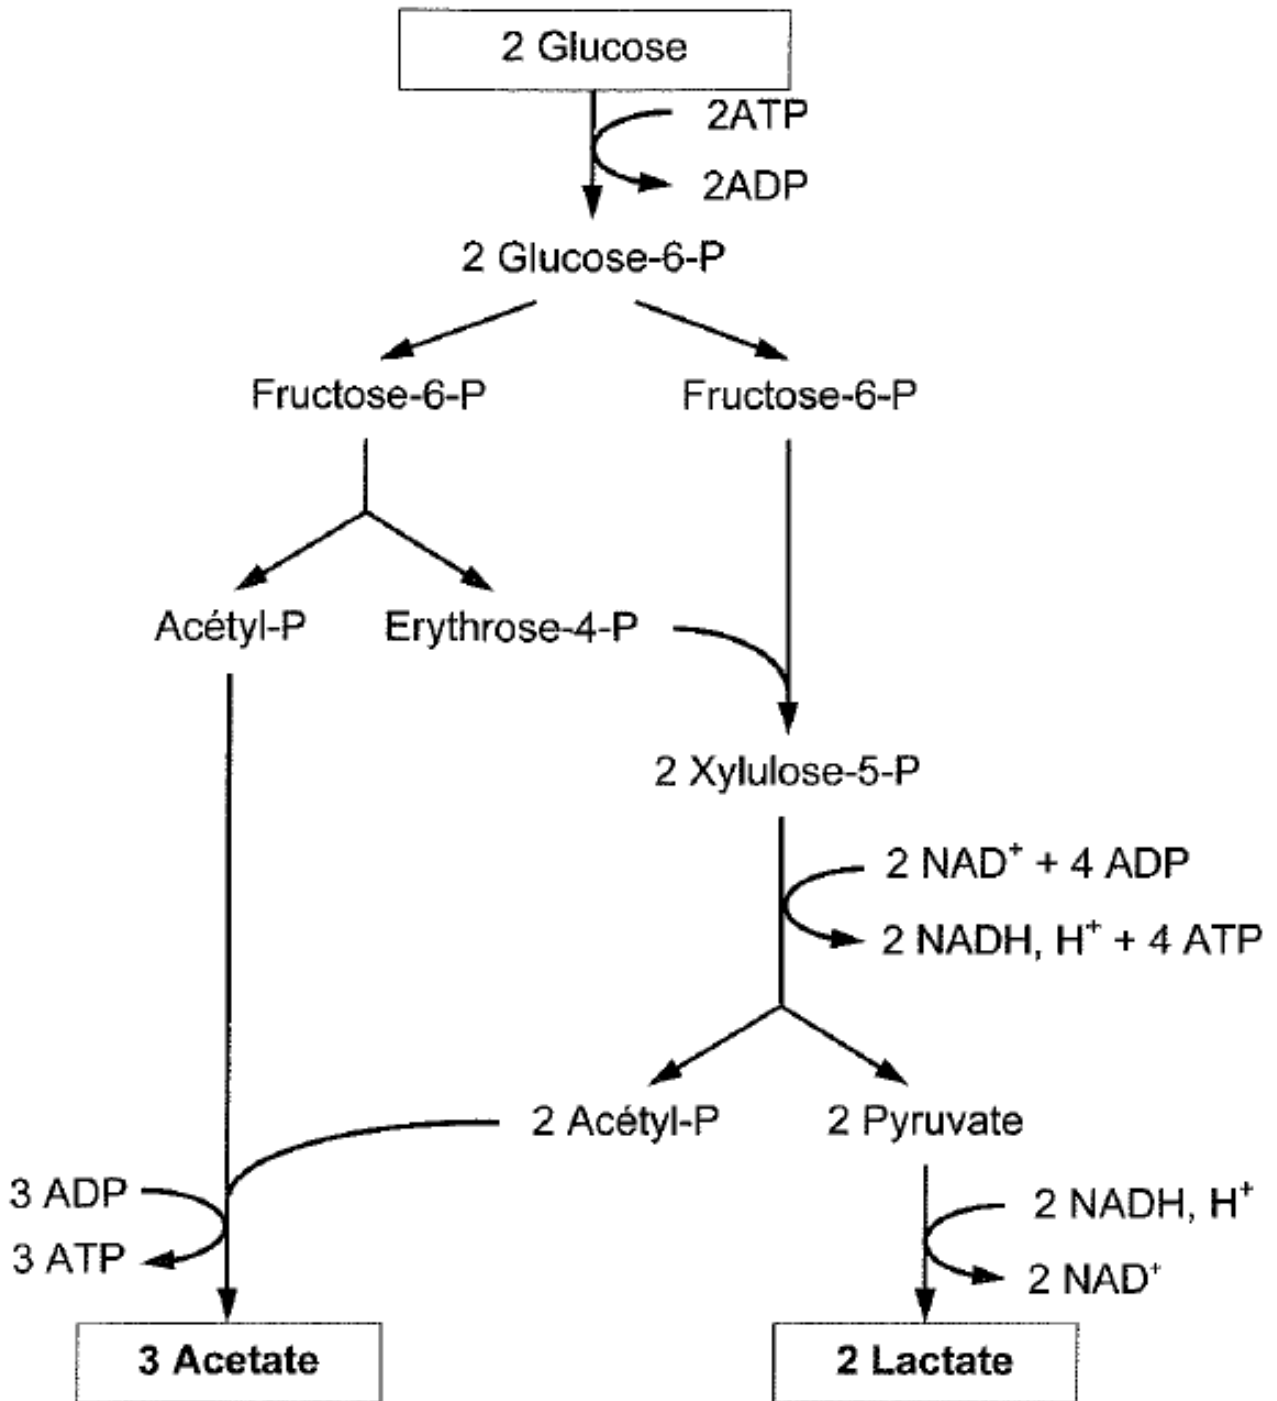 2 Glucose
2ATP
2ADP
2 Glucose-6-P
Fructose-6-P
Fructose-6-P
Acétyl-P
Erythrose-4-P
2 Xylulose-5-P
2 NAD⁺ + 4 ADP
2 NADH, H⁺ + 4 ATP
2 Acétyl-P
2 Pyruvate
3 ADP
3 ATP
2 NADH, H⁺
2 NAD⁺
3 Acetate
2 Lactate